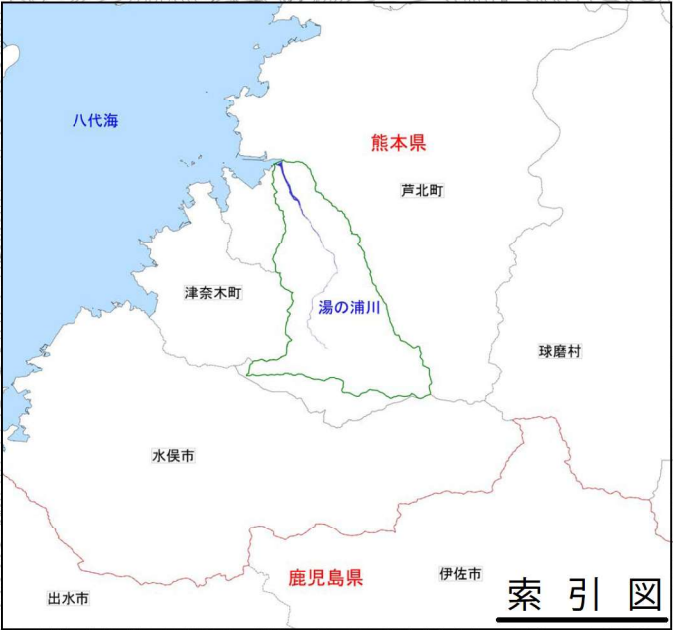 八代海
熊本県
芦北町
津奈木町
湯の浦川
球磨村
水俣市
鹿児島県
伊佐市
出水市
索引図